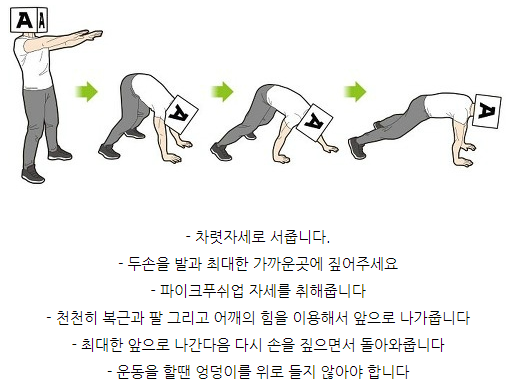 A A
A
A
A
- 차렷자세로 서줍니다.
- 두손을 발과 최대한 가까운곳에 짚어주세요
- 파이크푸쉬업 자세를 취해줍니다
- 천천히 복근과 팔 그리고 어깨의 힘을 이용해서 앞으로 나가줍니다
- 최대한 앞으로 나간다음 다시 손을 짚으면서 돌아와줍니다
- 운동을 할땐 엉덩이를 위로 들지 않아야 합니다